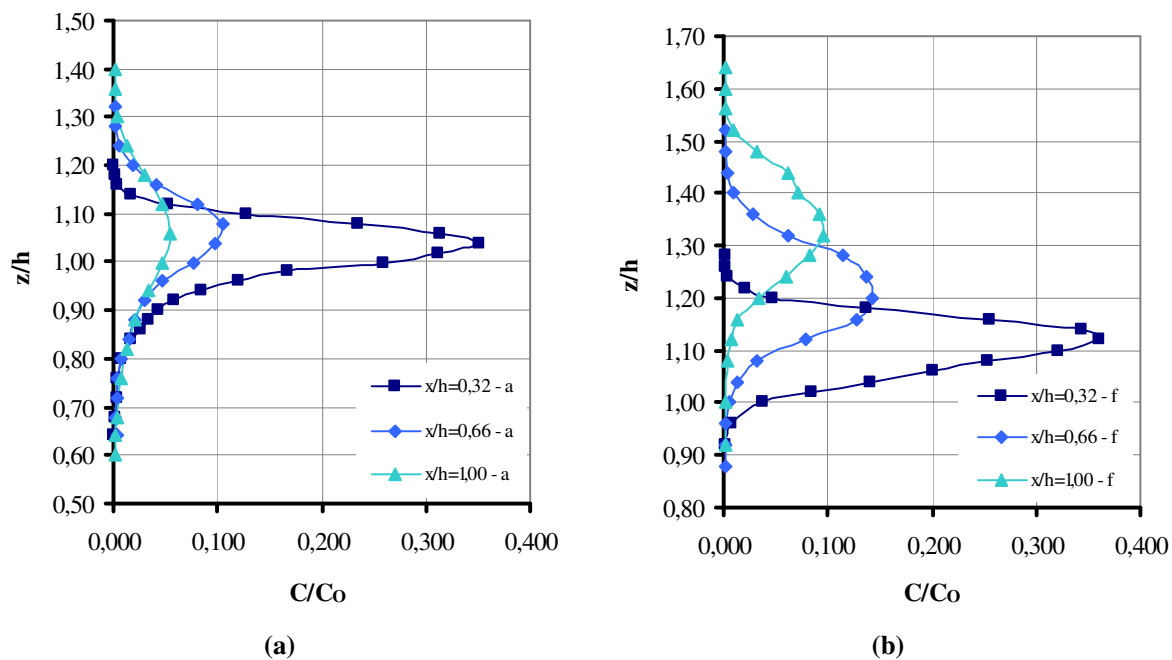 1,50
1,40
1,30
1,20
1,10
1,00
0,90
0,80
0,70
0,60
0,50
z/h
0,000 0,100 0,200 0,300 0,400
C/Co
x/h=0,32 - a
x/h=0,66 - a
x/h=1,00 - a
(a)
1,70
1,60
1,50
1,40
1,30
1,20
1,10
1,00
0,90
0,80
z/h
0,000 0,100 0,200 0,300 0,400
C/Co
x/h=0,32 - f
x/h=0,66 - f
x/h=1,00 - f
(b)